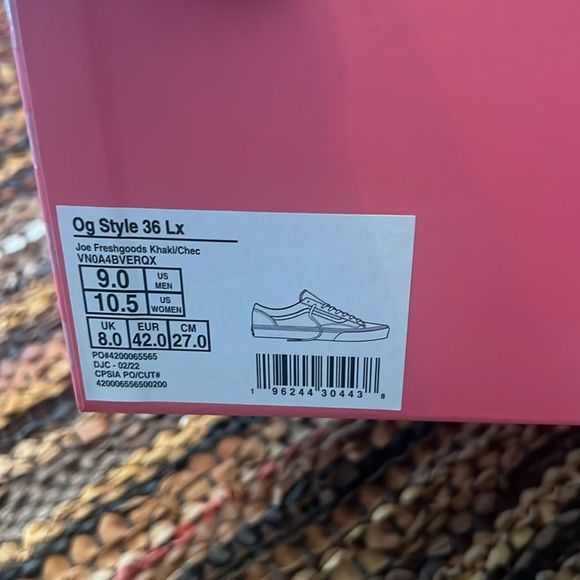 Og Style 36 Lx
Joe Freshgoods Khaki/Chec
VN0A4BVERQX
9.0 US MEN
10.5 US WOMEN
UK EUR CM
8.0 42.0 27.0
PO#4200065565
DJC - 02/22
CPSIA PO/CUT#
420006556500200
1 96244 30443 8